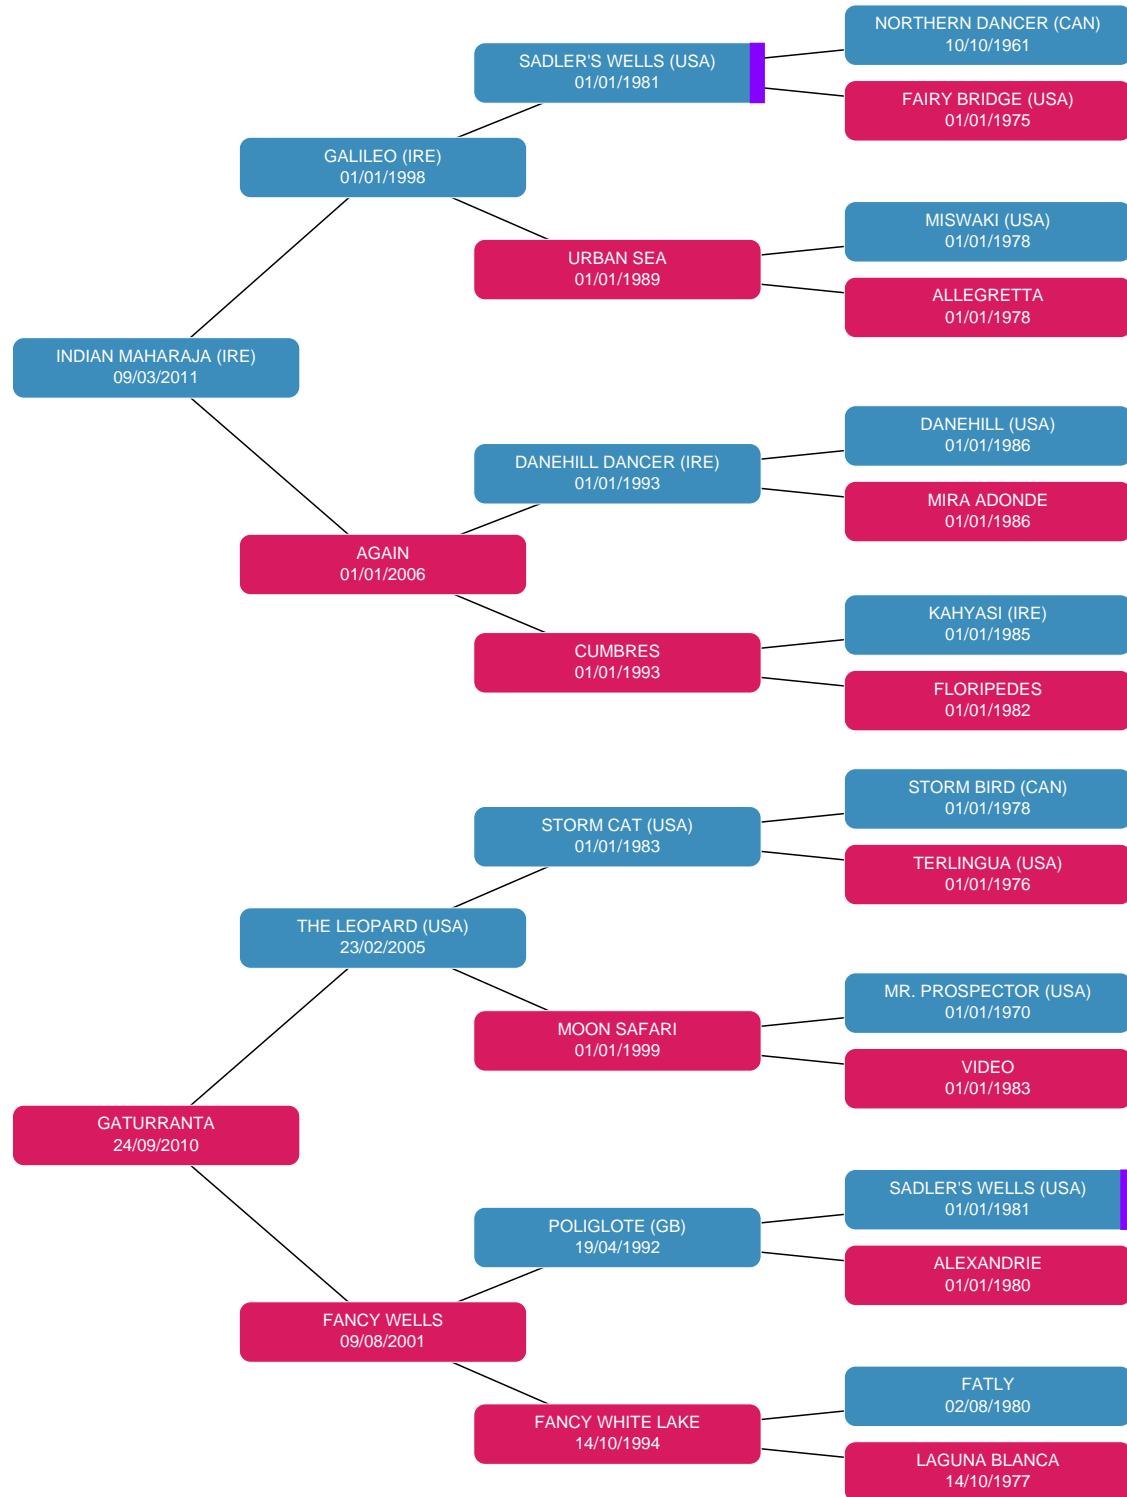 NORTHERN DANCER (CAN)
10/10/1961
SADLER'S WELLS (USA)
01/01/1981
FAIRY BRIDGE (USA)
01/01/1975
GALILEO (IRE)
01/01/1998
MISWAKI (USA)
01/01/1978
URBAN SEA
01/01/1989
ALLEGRETTA
01/01/1978
INDIAN MAHARAJA (IRE)
09/03/2011
DANEHILL (USA)
01/01/1986
DANEHILL DANCER (IRE)
01/01/1993
MIRA ADONDE
01/01/1986
AGAIN
01/01/2006
KAHYASI (IRE)
01/01/1985
CUMBRES
01/01/1993
FLORIPEDES
01/01/1982
STORM BIRD (CAN)
01/01/1978
STORM CAT (USA)
01/01/1983
TERLINGUA (USA)
01/01/1976
THE LEOPARD (USA)
23/02/2005
MR. PROSPECTOR (USA)
01/01/1970
MOON SAFARI
01/01/1999
VIDEO
01/01/1983
GATURRANTA
24/09/2010
SADLER'S WELLS (USA)
01/01/1981
POLIGLOTE (GB)
19/04/1992
ALEXANDRIE
01/01/1980
FANCY WELLS
09/08/2001
FATLY
02/08/1980
FANCY WHITE LAKE
14/10/1994
LAGUNA BLANCA
14/10/1977